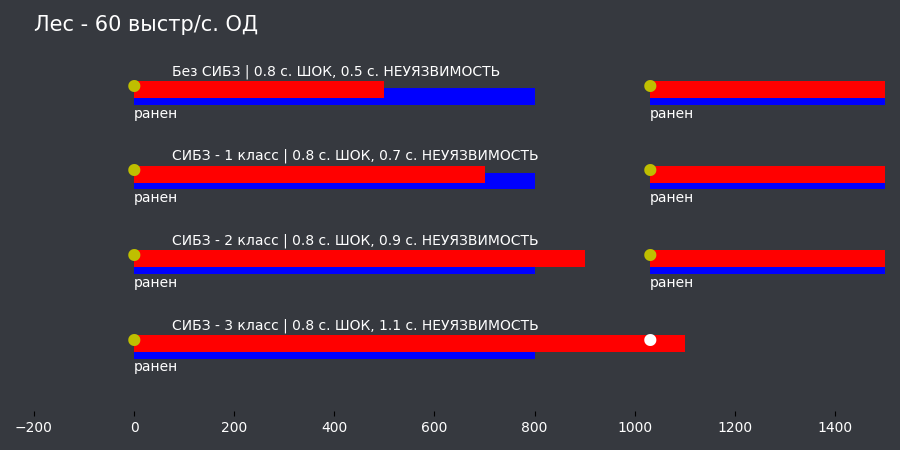 Лес - 60 выстр/с. ОД
Без СИБЗ | 0.8 с. ШОК, 0.5 с. НЕУЯЗВИМОСТЬ
ранен ранен
СИБЗ - 1 класс | 0.8 с. ШОК, 0.7 с. НЕУЯЗВИМОСТЬ
ранен ранен
СИБЗ - 2 класс | 0.8 с. ШОК, 0.9 с. НЕУЯЗВИМОСТЬ
ранен ранен
СИБЗ - 3 класс | 0.8 с. ШОК, 1.1 с. НЕУЯЗВИМОСТЬ
ранен
−200 0 200 400 600 800 1000 1200 1400